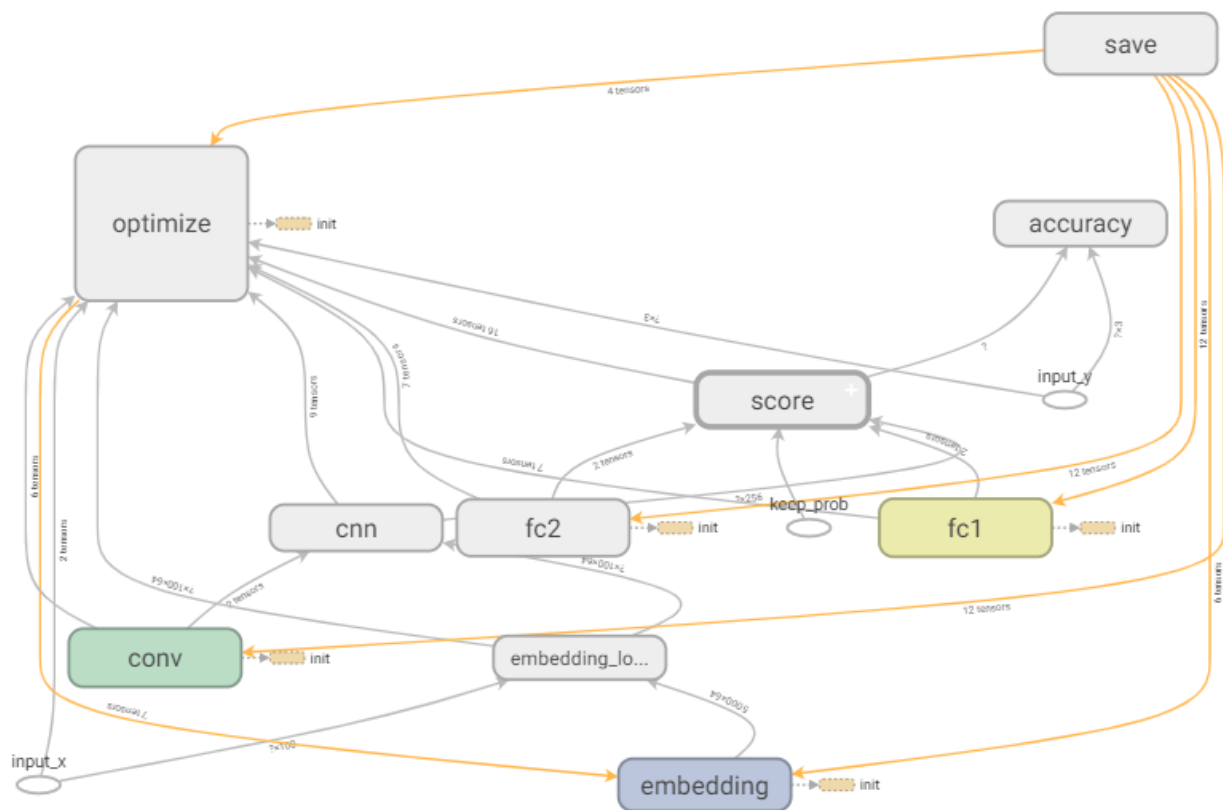 save
4 tensors
optimize
init
accuracy
?×3
16 tensors
?
?×3
12 tensors
input_y
score
7 tensors
9 tensors
2 tensors
7 tensors
12 tensors
6 tensors
2 tensors
?×256
keep_prob
cnn
fc2
init
fc1
init
?×100×64
?×100×64
2 tensors
12 tensors
6 tensors
conv
init
embedding_lo...
7 tensors
5000×64
input_x
embedding
init